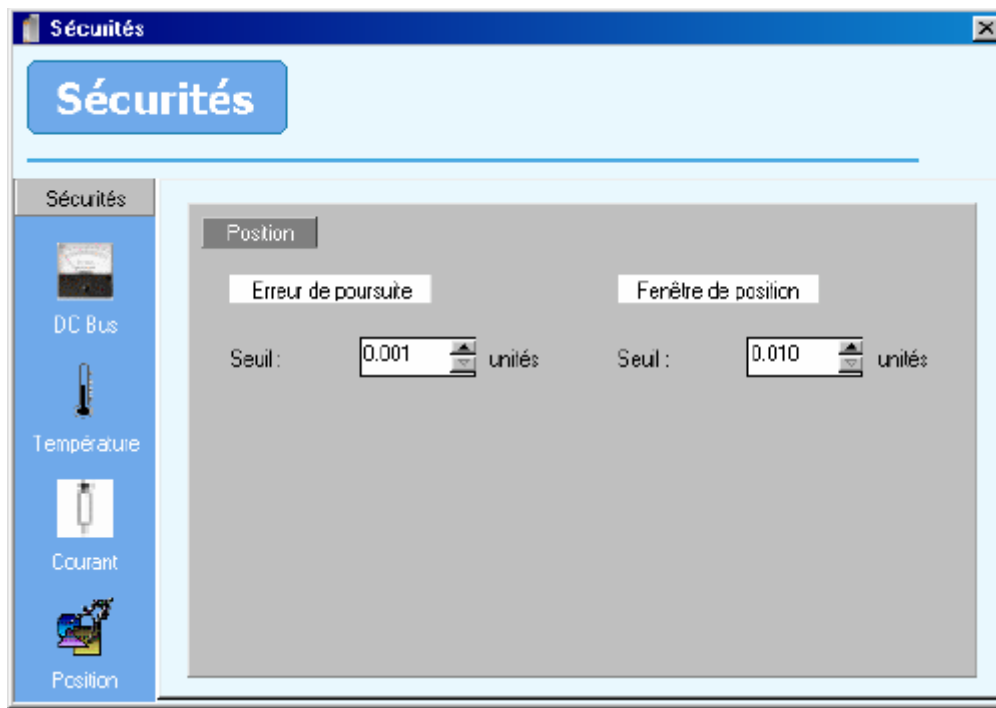 Sécurités
Sécurités
Sécurités
DC Bus
Température
Courant
Position
Position
Erreur de poursuite
Seuil : 0.001 unités
Fenêtre de position
Seuil : 0.010 unités